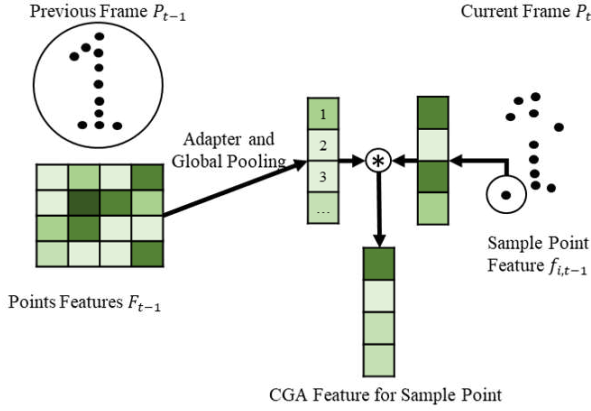 Previous Frame P_{t−1}
Current Frame P_t
Adapter and
Global Pooling
1
2
3
...
*
Sample Point
Feature f_{i,t−1}
Points Features F_{t−1}
CGA Feature for Sample Point